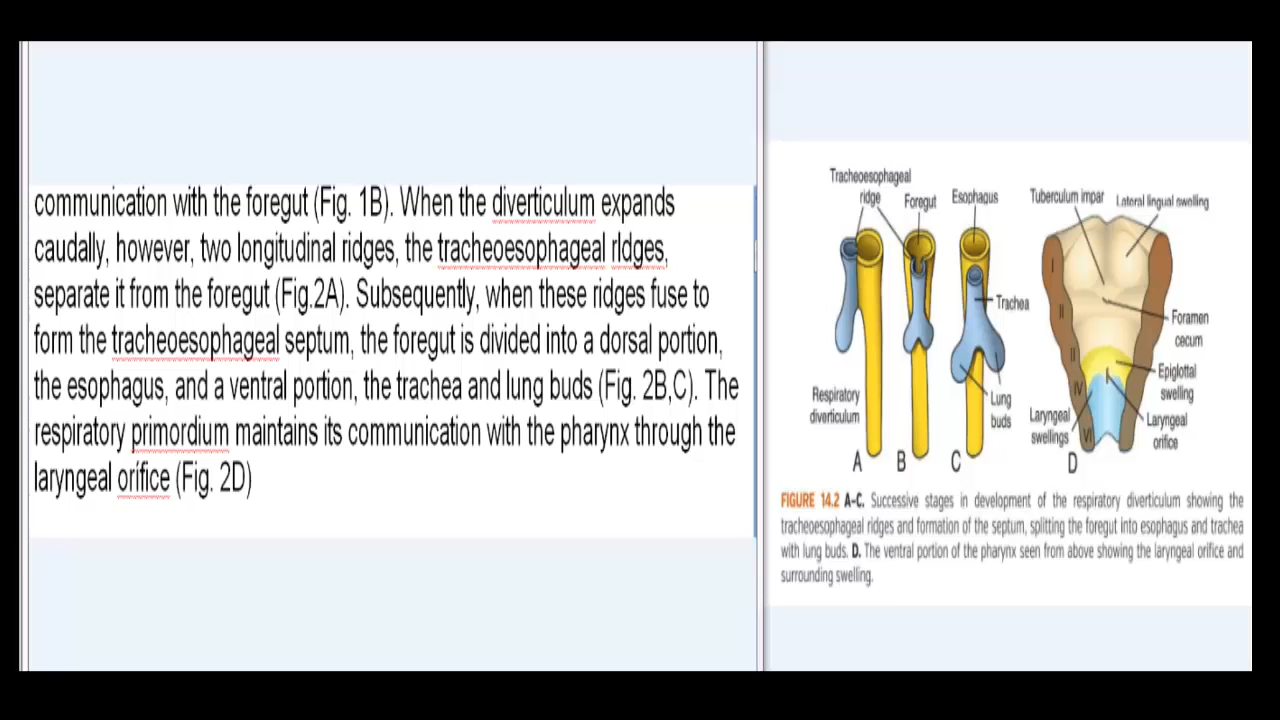 communication with the foregut (Fig. 1B). When the diverticulum expands
caudally, however, two longitudinal ridges, the tracheoesophageal rldges,
separate it from the foregut (Fig.2A). Subsequently, when these ridges fuse to
form the tracheoesophageal septum, the foregut is divided into a dorsal portion,
the esophagus, and a ventral portion, the trachea and lung buds (Fig. 2B,C). The
respiratory primordium maintains its communication with the pharynx through the
laryngeal orífice (Fig. 2D)
Tracheoesophageal
ridge
Foregut
Esophagus
Trachea
Respiratory
diverticulum
Lung
buds
A
B
C
Tuberculum impar
Lateral lingual swelling
I
II
II
IV
VI
Foramen
cecum
Epiglottal
swelling
Laryngeal
swellings
Laryngeal
orifice
D
FIGURE 14.2 A–C. Successive stages in development of the respiratory diverticulum showing the
tracheoesophageal ridges and formation of the septum, splitting the foregut into esophagus and trachea
with lung buds. D. The ventral portion of the pharynx seen from above showing the laryngeal orifice and
surrounding swelling.